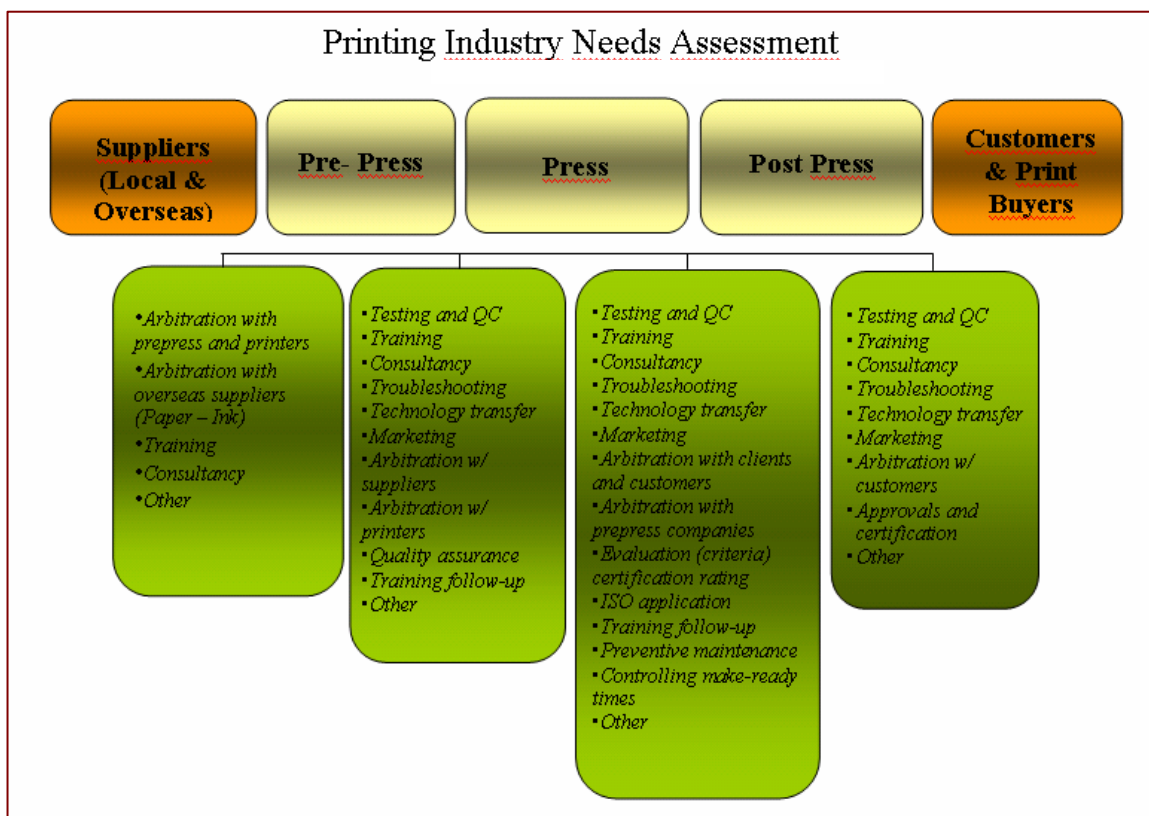 Printing Industry Needs Assessment
Suppliers
(Local &
Overseas)
Pre- Press
Press
Post Press
Customers
& Print
Buyers
•Arbitration with
prepress and printers
•Arbitration with
overseas suppliers
(Paper – Ink)
•Training
•Consultancy
•Other
▪Testing and QC
▪Training
▪Consultancy
▪Troubleshooting
▪Technology transfer
▪Marketing
▪Arbitration w/
suppliers
▪Arbitration w/
printers
▪Quality assurance
▪Training follow-up
▪Other
▪Testing and QC
▪Training
▪Consultancy
▪Troubleshooting
▪Technology transfer
▪Marketing
▪Arbitration with clients
and customers
▪Arbitration with
prepress companies
▪Evaluation (criteria)
certification rating
▪ISO application
▪Training follow-up
▪Preventive maintenance
▪Controlling make-ready
times
▪Other
▪Testing and QC
▪Training
▪Consultancy
▪Troubleshooting
▪Technology transfer
▪Marketing
▪Arbitration w/
customers
▪Approvals and
certification
▪Other